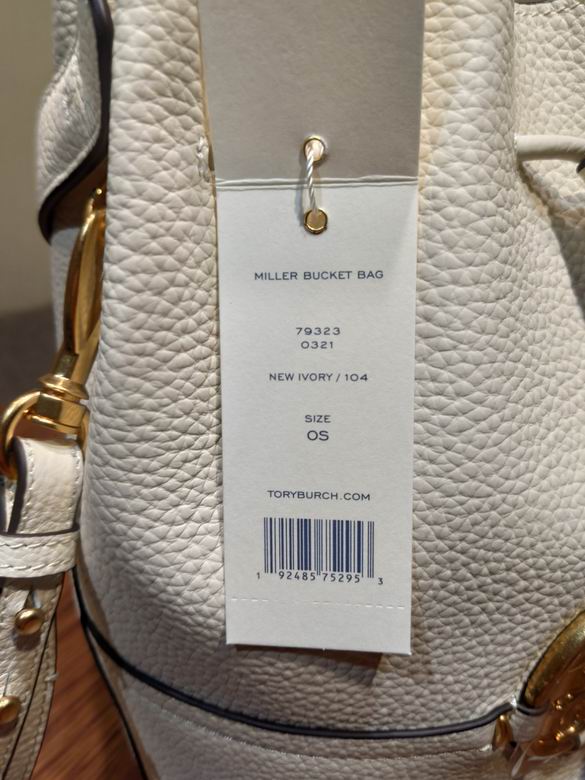 MILLER BUCKET BAG
79323
0321
NEW IVORY / 104
SIZE
OS
TORYBURCH.COM
1 92485 75295 3